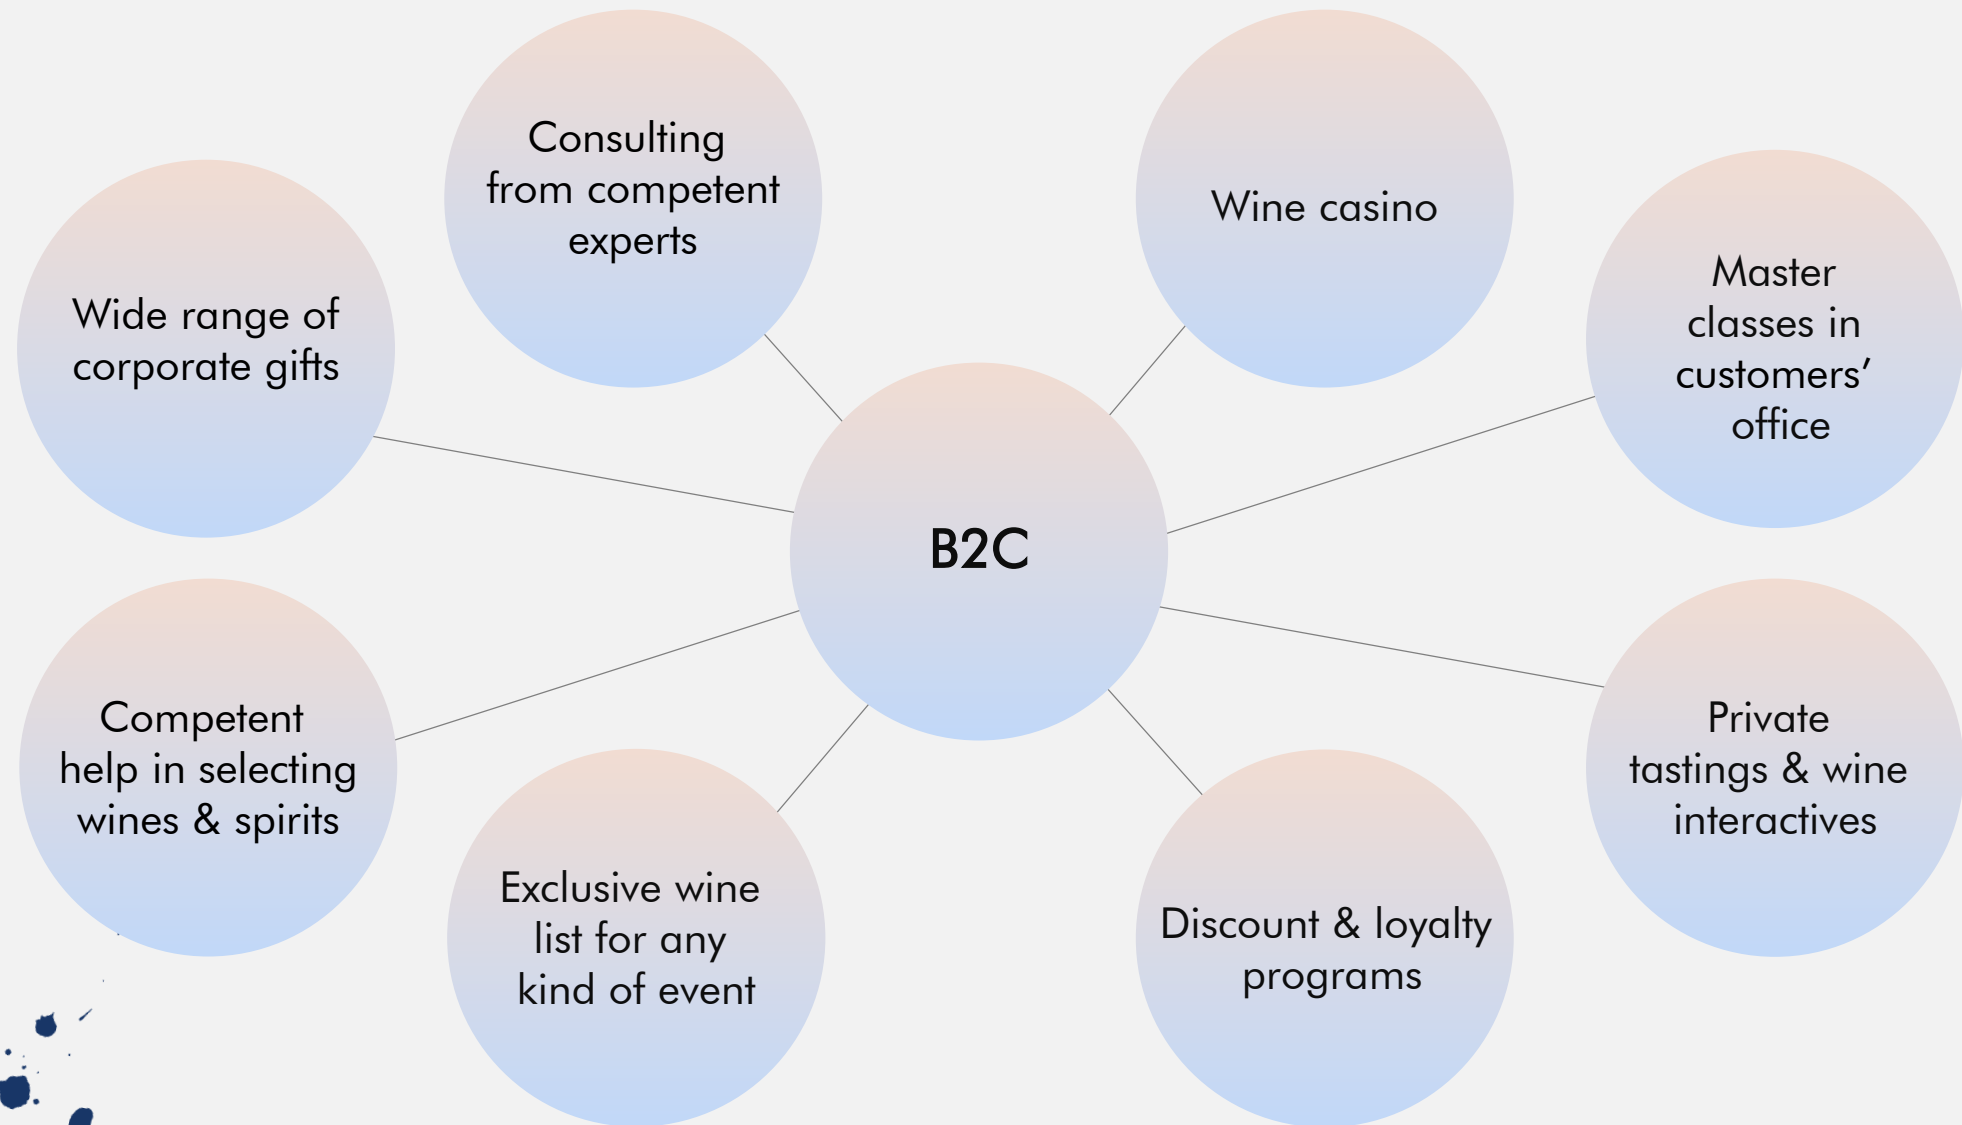 Consulting
from competent
experts
Wine casino
Wide range of
corporate gifts
Master
classes in
customers’
office
B2C
Competent
help in selecting
wines & spirits
Private
tastings & wine
interactives
Exclusive wine
list for any
kind of event
Discount & loyalty
programs